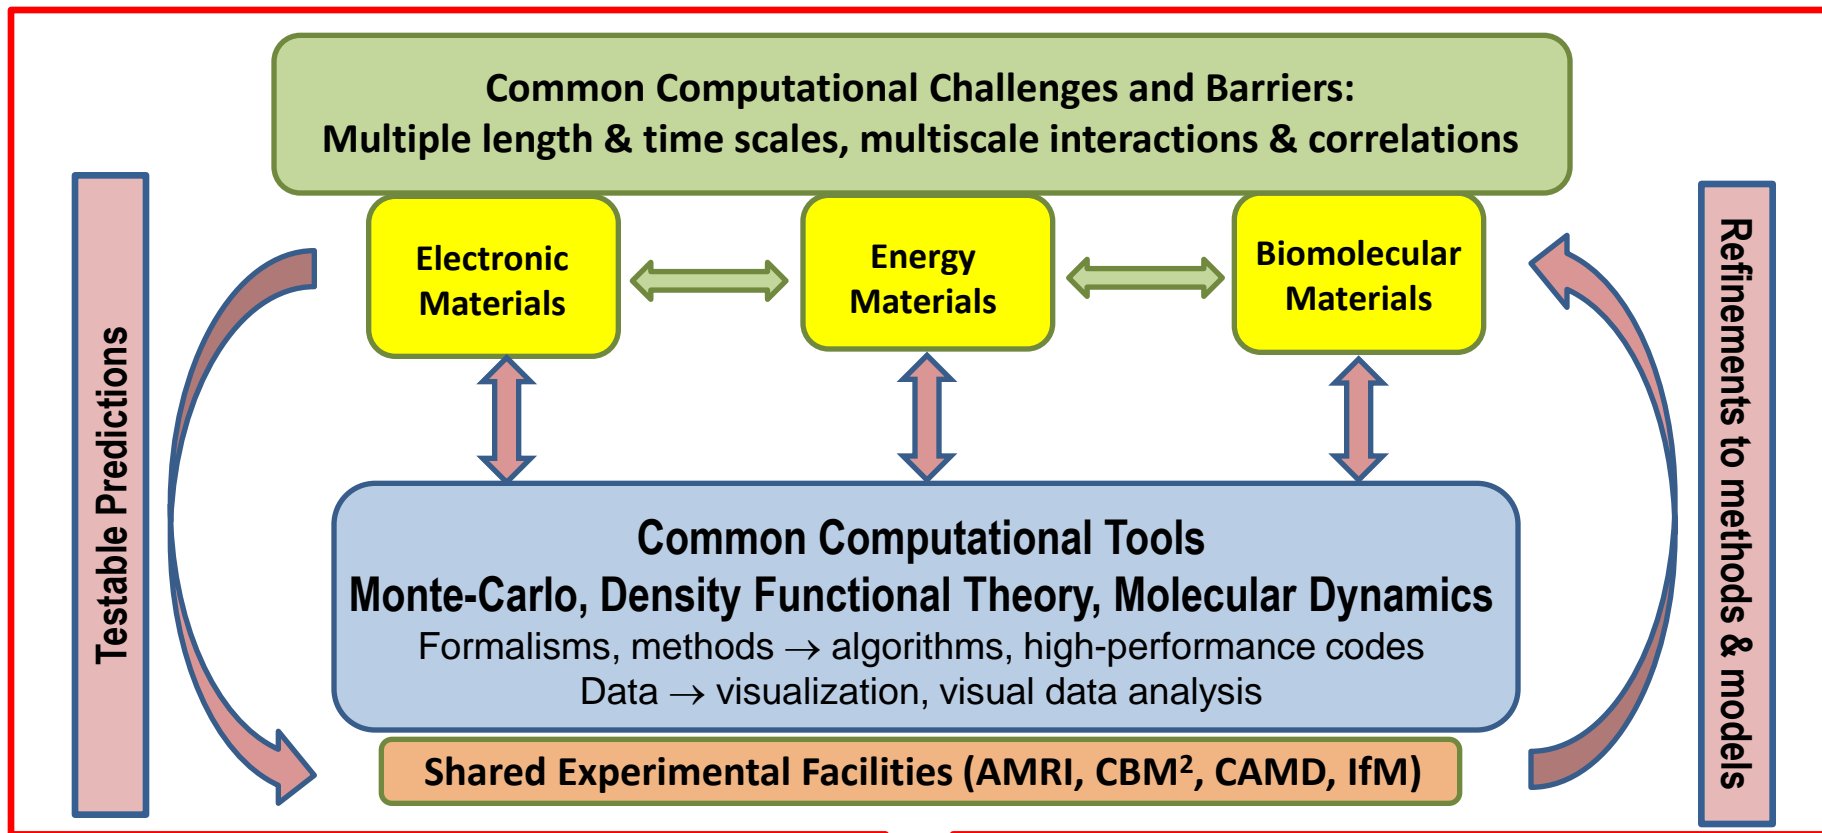 Common Computational Challenges and Barriers:
Multiple length & time scales, multiscale interactions & correlations
Electronic
Materials
Energy
Materials
Biomolecular
Materials
Testable Predictions
Refinements to methods & models
Common Computational Tools
Monte-Carlo, Density Functional Theory, Molecular Dynamics
Formalisms, methods → algorithms, high-performance codes
Data → visualization, visual data analysis
Shared Experimental Facilities (AMRI, CBM², CAMD, IfM)